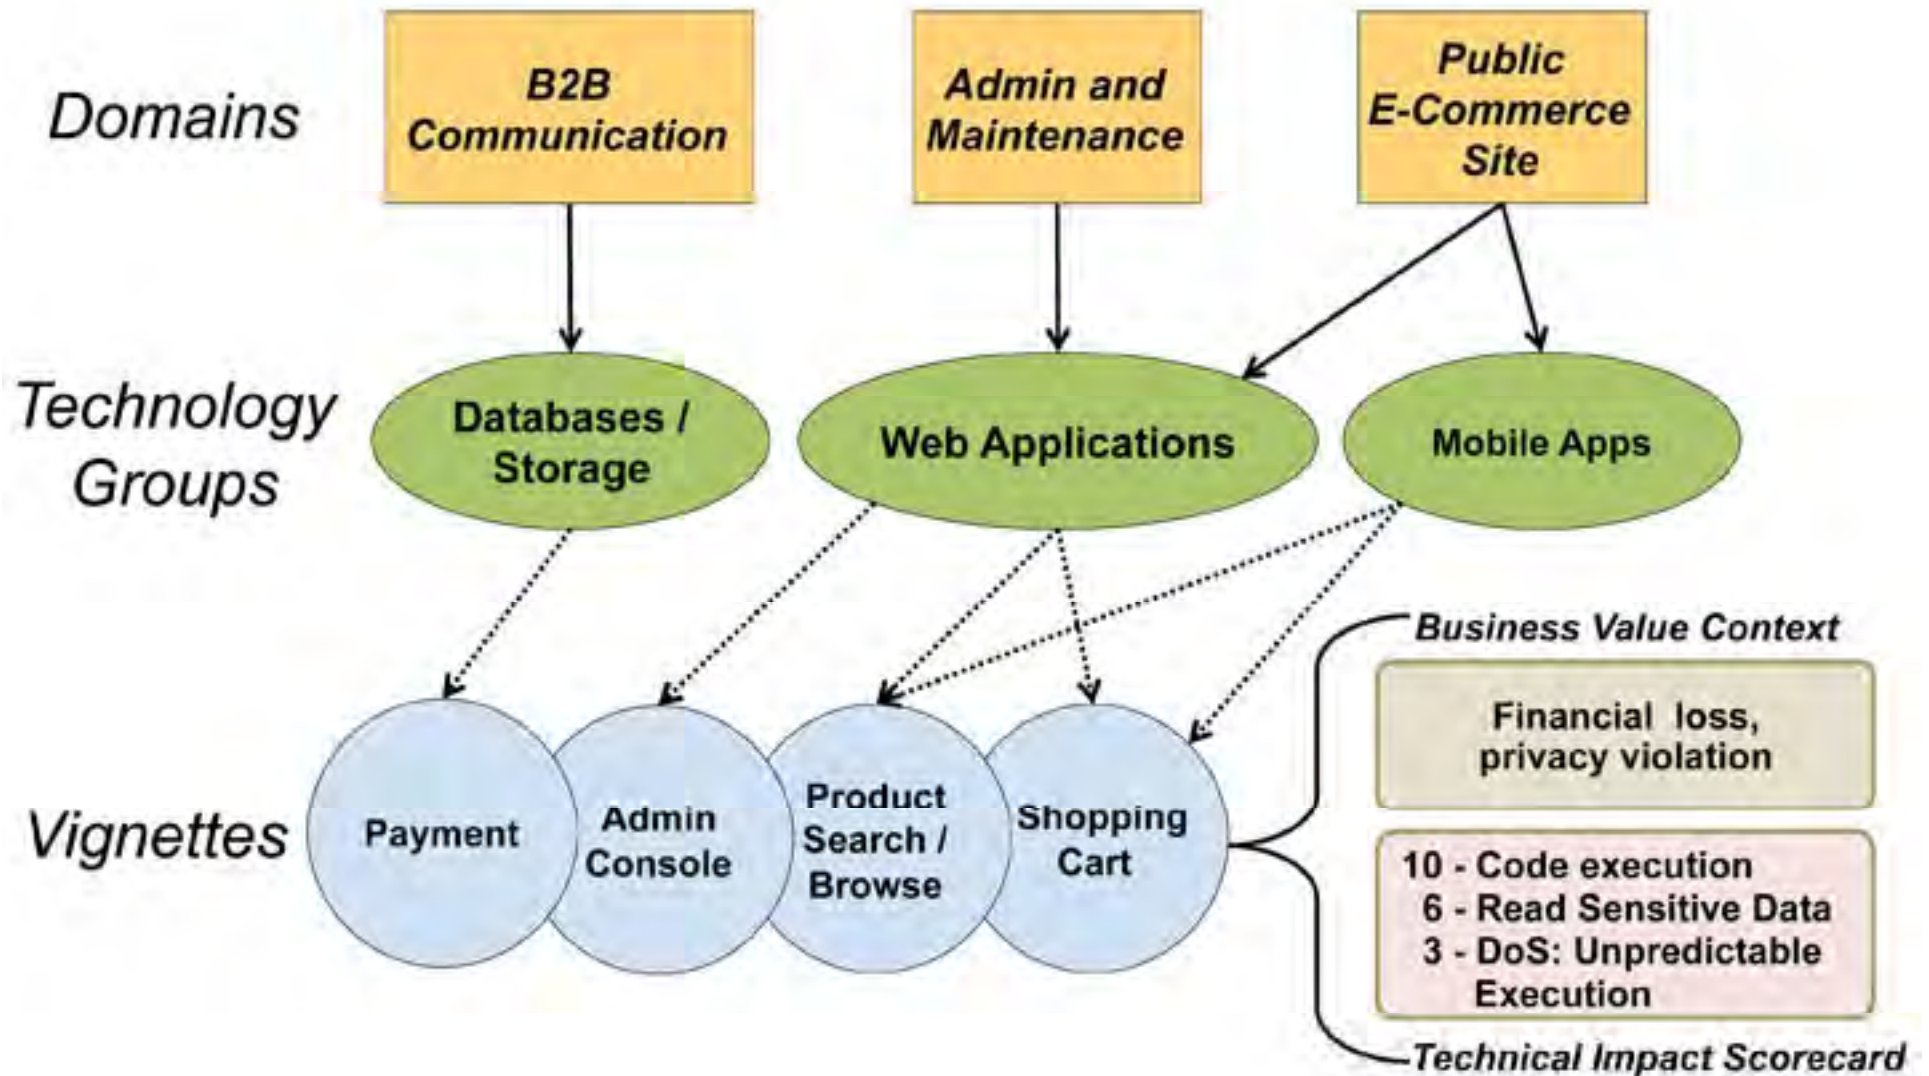 Domains
B2B
Communication
Admin and
Maintenance
Public
E-Commerce
Site
Technology
Groups
Databases /
Storage
Web Applications
Mobile Apps
Vignettes
Payment
Admin
Console
Product
Search /
Browse
Shopping
Cart
Business Value Context
Financial loss,
privacy violation
10 - Code execution
6 - Read Sensitive Data
3 - DoS: Unpredictable
Execution
Technical Impact Scorecard